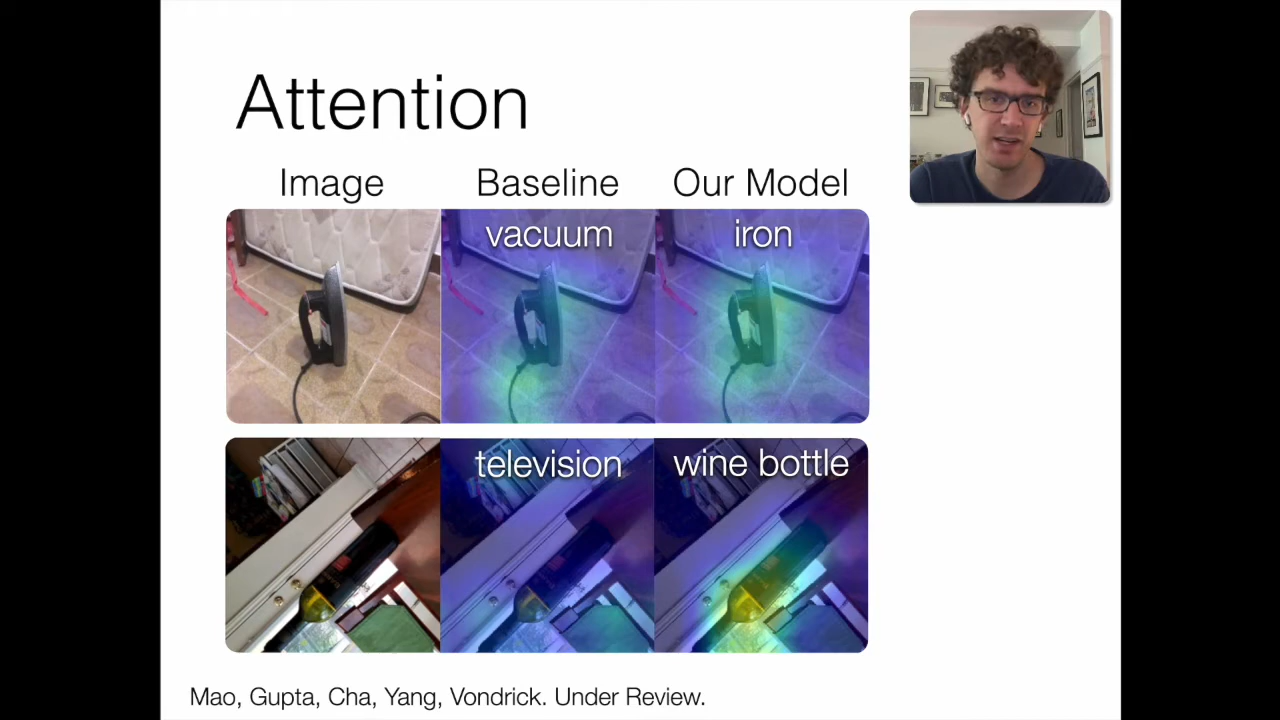 Attention
Image Baseline Our Model
vacuum iron
television wine bottle
Mao, Gupta, Cha, Yang, Vondrick. Under Review.